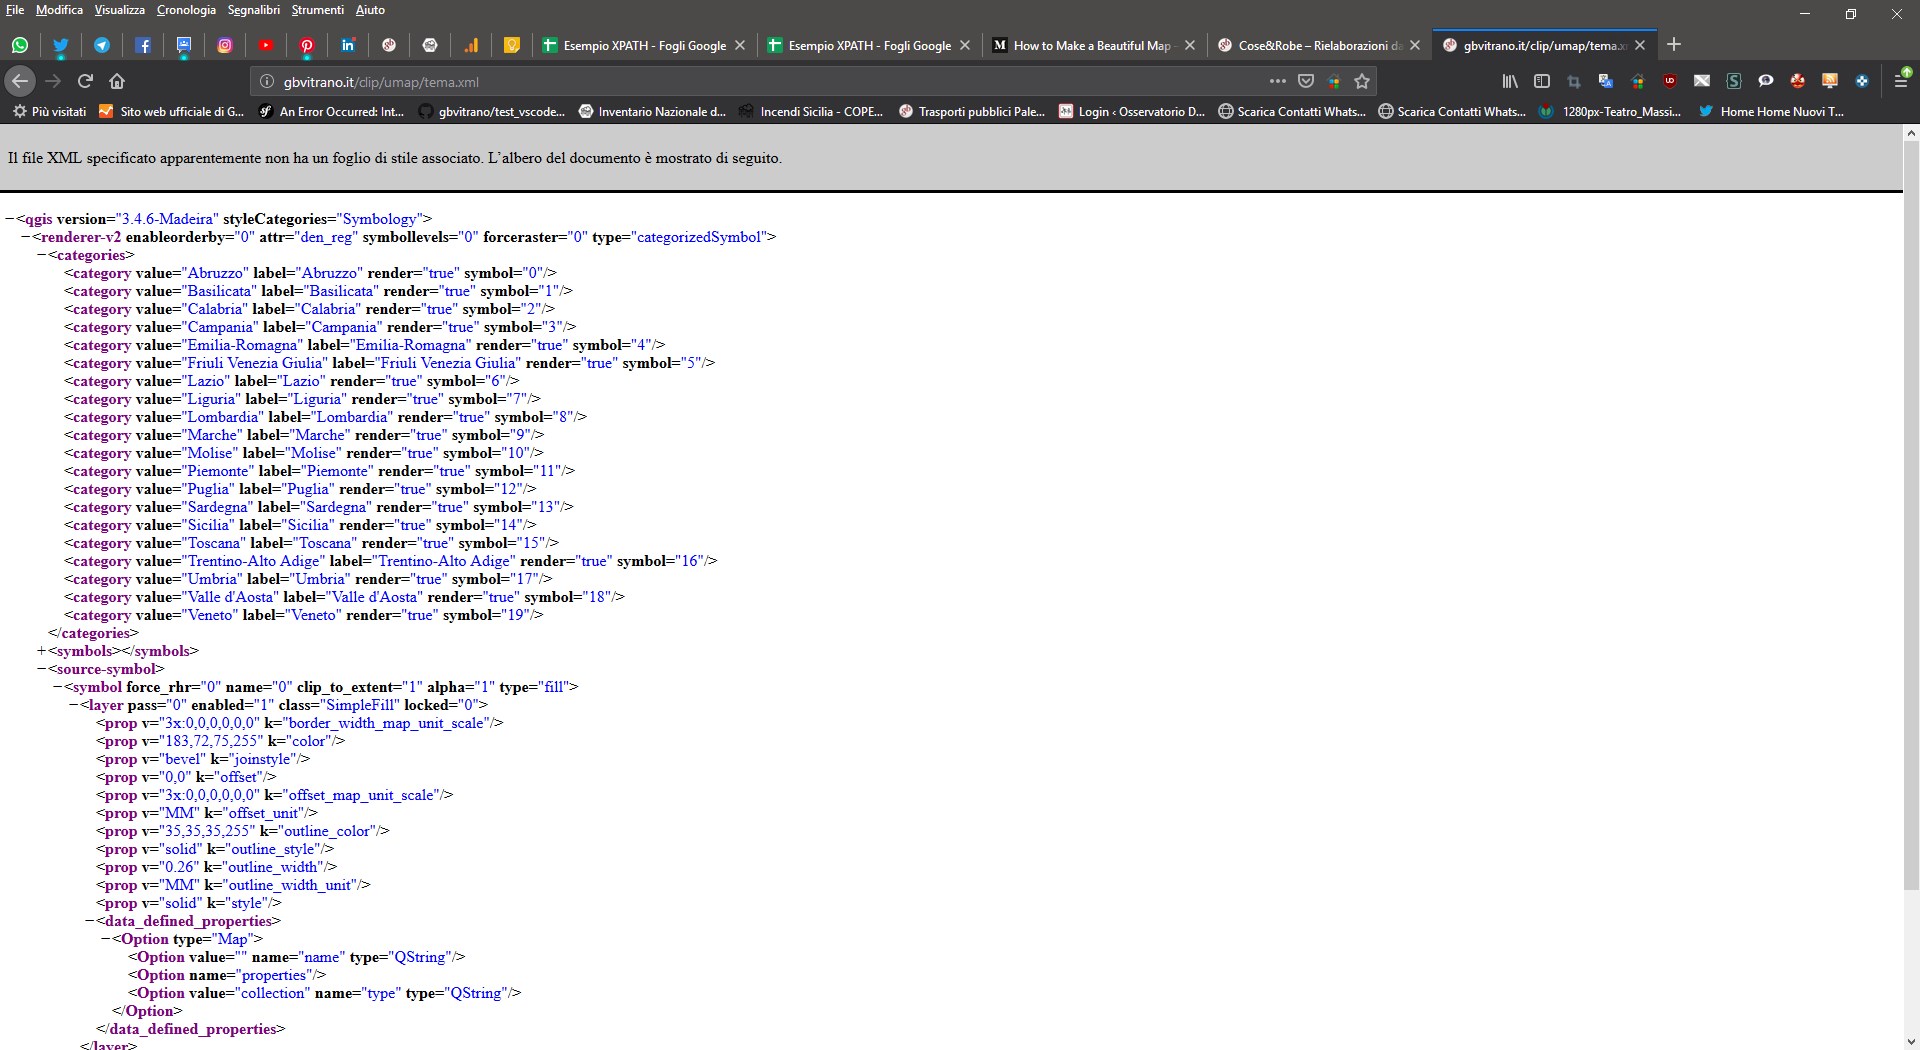 File Modifica Visualizza Cronologia Segnalibri Strumenti Aiuto
Esempio XPATH - Fogli Google Esempio XPATH - Fogli Google How to Make a Beautiful Map - Cose&Robe – Rielaborazioni da gbvitrano.it/clip/umap/tema.x
gbvitrano.it/clip/umap/tema.xml
Più visitati Sito web ufficiale di G... An Error Occurred: Int... gbvitrano/test_vscode... Inventario Nazionale d... Incendi Sicilia - COPE... Trasporti pubblici Pale... Login ‹ Osservatorio D... Scarica Contatti Whats... Scarica Contatti Whats... 1280px-Teatro_Massi... Home Home Nuovi T...
Il file XML specificato apparentemente non ha un foglio di stile associato. L’albero del documento è mostrato di seguito.
−<qgis version="3.4.6-Madeira" styleCategories="Symbology">
−<renderer-v2 enableorderby="0" attr="den_reg" symbollevels="0" forceraster="0" type="categorizedSymbol">
−<categories>
<category value="Abruzzo" label="Abruzzo" render="true" symbol="0"/>
<category value="Basilicata" label="Basilicata" render="true" symbol="1"/>
<category value="Calabria" label="Calabria" render="true" symbol="2"/>
<category value="Campania" label="Campania" render="true" symbol="3"/>
<category value="Emilia-Romagna" label="Emilia-Romagna" render="true" symbol="4"/>
<category value="Friuli Venezia Giulia" label="Friuli Venezia Giulia" render="true" symbol="5"/>
<category value="Lazio" label="Lazio" render="true" symbol="6"/>
<category value="Liguria" label="Liguria" render="true" symbol="7"/>
<category value="Lombardia" label="Lombardia" render="true" symbol="8"/>
<category value="Marche" label="Marche" render="true" symbol="9"/>
<category value="Molise" label="Molise" render="true" symbol="10"/>
<category value="Piemonte" label="Piemonte" render="true" symbol="11"/>
<category value="Puglia" label="Puglia" render="true" symbol="12"/>
<category value="Sardegna" label="Sardegna" render="true" symbol="13"/>
<category value="Sicilia" label="Sicilia" render="true" symbol="14"/>
<category value="Toscana" label="Toscana" render="true" symbol="15"/>
<category value="Trentino-Alto Adige" label="Trentino-Alto Adige" render="true" symbol="16"/>
<category value="Umbria" label="Umbria" render="true" symbol="17"/>
<category value="Valle d'Aosta" label="Valle d'Aosta" render="true" symbol="18"/>
<category value="Veneto" label="Veneto" render="true" symbol="19"/>
</categories>
+<symbols></symbols>
−<source-symbol>
−<symbol force_rhr="0" name="0" clip_to_extent="1" alpha="1" type="fill">
−<layer pass="0" enabled="1" class="SimpleFill" locked="0">
<prop v="3x:0,0,0,0,0,0" k="border_width_map_unit_scale"/>
<prop v="183,72,75,255" k="color"/>
<prop v="bevel" k="joinstyle"/>
<prop v="0,0" k="offset"/>
<prop v="3x:0,0,0,0,0,0" k="offset_map_unit_scale"/>
<prop v="MM" k="offset_unit"/>
<prop v="35,35,35,255" k="outline_color"/>
<prop v="solid" k="outline_style"/>
<prop v="0.26" k="outline_width"/>
<prop v="MM" k="outline_width_unit"/>
<prop v="solid" k="style"/>
−<data_defined_properties>
−<Option type="Map">
<Option value="" name="name" type="QString"/>
<Option name="properties"/>
<Option value="collection" name="type" type="QString"/>
</Option>
</data_defined_properties>
</layer>